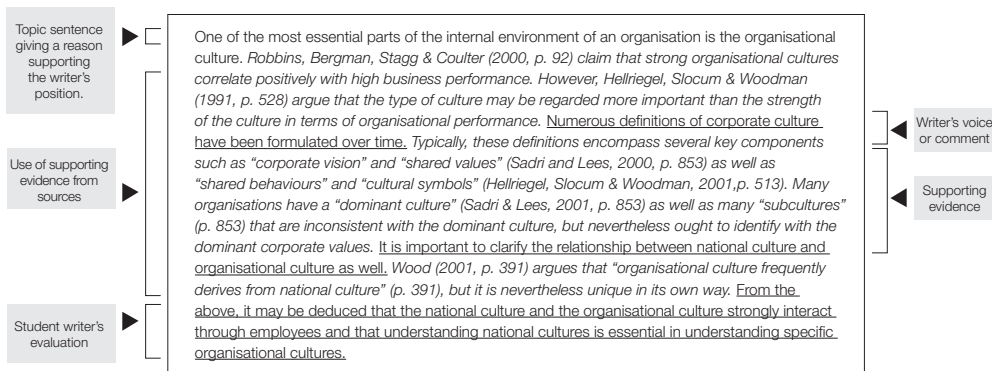 Topic sentence
giving a reason
supporting
the writer's
position.
Use of supporting
evidence from
sources
Student writer's
evaluation
One of the most essential parts of the internal environment of an organisation is the organisational
culture. Robbins, Bergman, Stagg & Coulter (2000, p. 92) claim that strong organisational cultures
correlate positively with high business performance. However, Hellriegel, Slocum & Woodman
(1991, p. 528) argue that the type of culture may be regarded more important than the strength
of the culture in terms of organisational performance. Numerous definitions of corporate culture
have been formulated over time. Typically, these definitions encompass several key components
such as “corporate vision” and “shared values” (Sadri and Lees, 2000, p. 853) as well as
“shared behaviours” and “cultural symbols” (Hellriegel, Slocum & Woodman, 2001,p. 513). Many
organisations have a “dominant culture” (Sadri & Lees, 2001, p. 853) as well as many “subcultures”
(p. 853) that are inconsistent with the dominant culture, but nevertheless ought to identify with the
dominant corporate values. It is important to clarify the relationship between national culture and
organisational culture as well. Wood (2001, p. 391) argues that “organisational culture frequently
derives from national culture” (p. 391), but it is nevertheless unique in its own way. From the
above, it may be deduced that the national culture and the organisational culture strongly interact
through employees and that understanding national cultures is essential in understanding specific
organisational cultures.
Writer's voice
or comment
Supporting
evidence